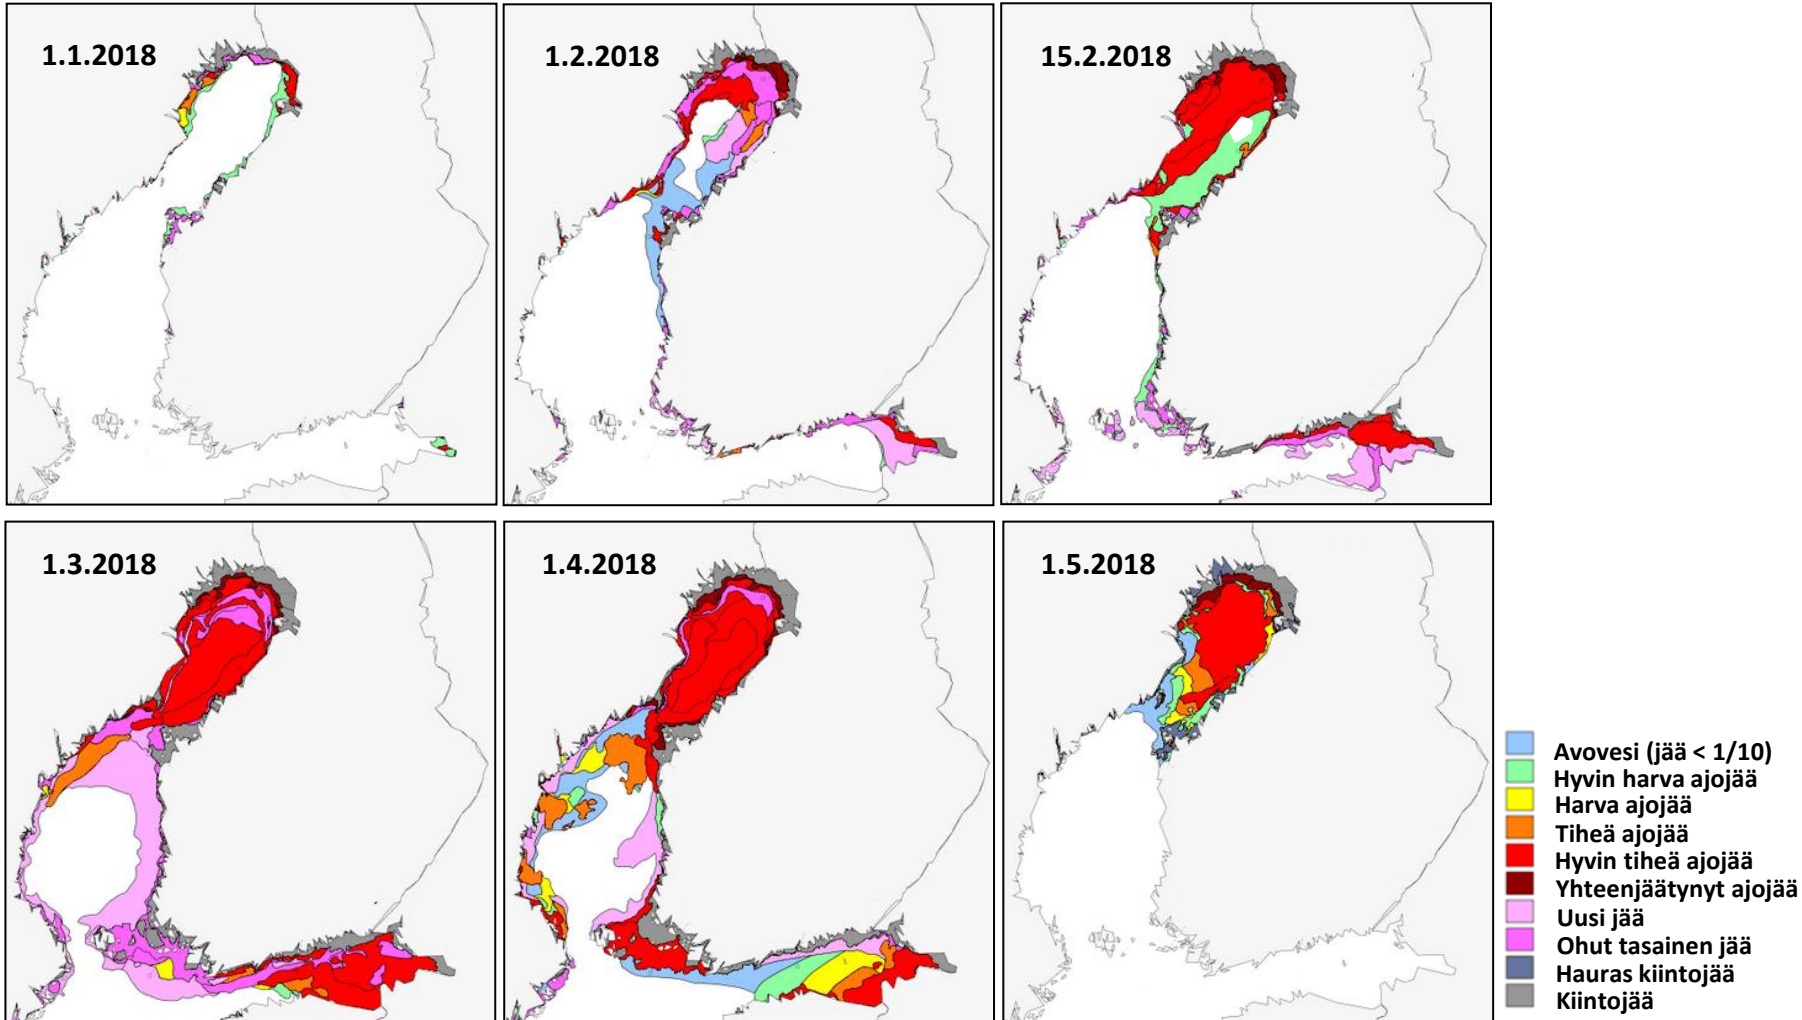 1.1.2018
1.2.2018
15.2.2018
1.3.2018
1.4.2018
1.5.2018
Avovesi (jää < 1/10)
Hyvin harva ajojää
Harva ajojää
Tiheä ajojää
Hyvin tiheä ajojää
Yhteenjäätynyt ajojää
Uusi jää
Ohut tasainen jää
Hauras kiintojää
Kiintojää